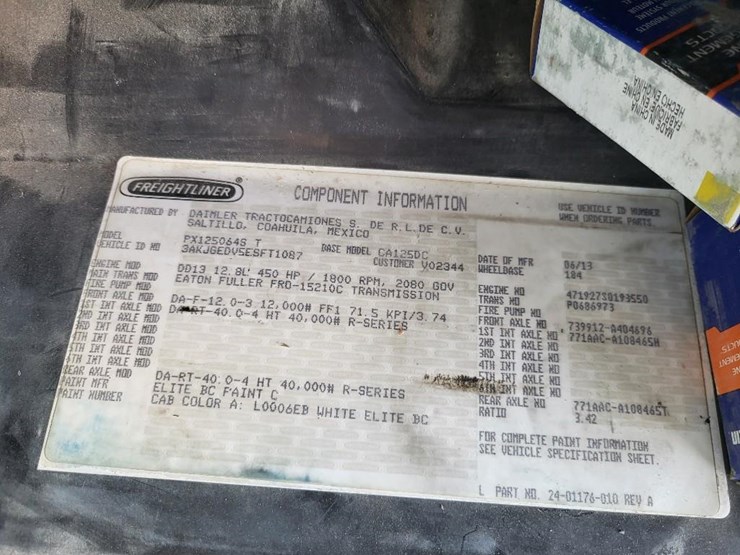 MADE IN CHINA
FABRIQUÉ EN CHINE
HECHO EN CHINA
FREIGHTLINER
COMPONENT INFORMATION
USE VEHICLE ID NUMBER
WHEN ORDERING PARTS
MANUFACTURED BY DAIMLER TRACTOCAMIONES S. DE R.L.DE C.V.
SALTILLO, COAHUILA, MEXICO
MODEL PX125064S T BASE MODEL CA125DC DATE OF MFR 06/13
VEHICLE ID NO 3AKJGEDV5ESFT1087 CUSTOMER V02344 WHEELBASE 184
ENGINE MOD DD13 12.8L 450 HP / 1800 RPM, 2080 GOV ENGINE NO 471927S0193550
MAIN TRANS MOD EATON FULLER FRO-15210C TRANSMISSION TRANS NO P0686973
FIRE PUMP MOD FIRE PUMP NO
FRONT AXLE MOD DA-F-12.0-3 12,000# FF1 71.5 KPI/3.74 FRONT AXLE NO 739912-A404696
1ST INT AXLE MOD DA-RT-40.0-4 HT 40,000# R-SERIES 1ST INT AXLE NO 771AAC-A108465H
2ND INT AXLE MOD 2ND INT AXLE NO
3RD INT AXLE MOD 3RD INT AXLE NO
4TH INT AXLE MOD 4TH INT AXLE NO
5TH INT AXLE MOD 5TH INT AXLE NO
6TH INT AXLE MOD 6TH INT AXLE NO
REAR AXLE MOD DA-RT-40.0-4 HT 40,000# R-SERIES REAR AXLE NO 771AAC-A108465T
PAINT MFR ELITE BC PAINT C RATIO 3.42
PAINT NUMBER CAB COLOR A: L0006EB WHITE ELITE BC
FOR COMPLETE PAINT INFORMATION
SEE VEHICLE SPECIFICATION SHEET.
L PART NO. 24-01176-010 REV A